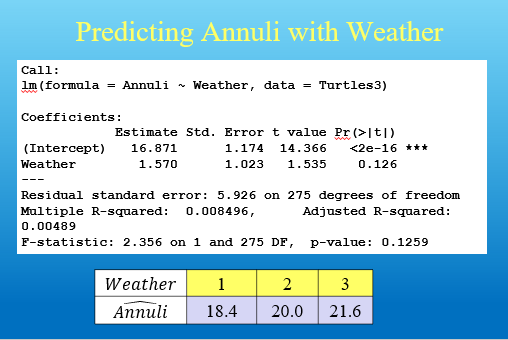 Predicting Annuli with Weather
Call:
lm(formula = Annuli ~ Weather, data = Turtles3)
Coefficients:
Estimate Std. Error t value Pr(>|t|)
(Intercept) 16.871 1.174 14.366 <2e-16 ***
Weather 1.570 1.023 1.535 0.126
---
Residual standard error: 5.926 on 275 degrees of freedom
Multiple R-squared: 0.008496, Adjusted R-squared:
0.00489
F-statistic: 2.356 on 1 and 275 DF, p-value: 0.1259
Weather 1 2 3
Annuli 18.4 20.0 21.6